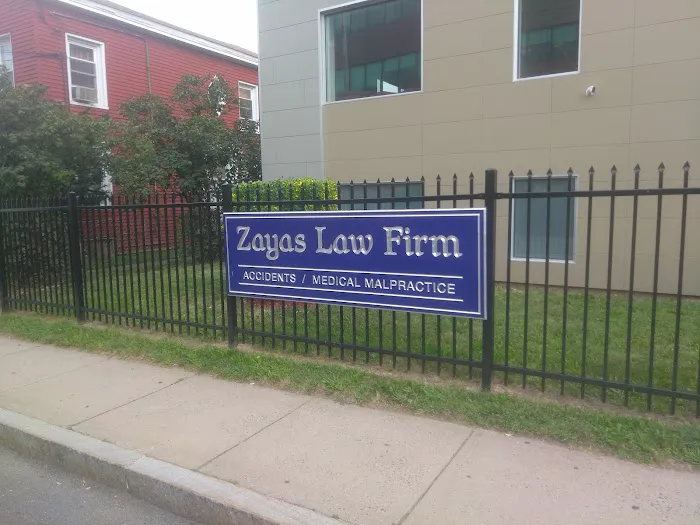 Zayas Law Firm
ACCIDENTS / MEDICAL MALPRACTICE